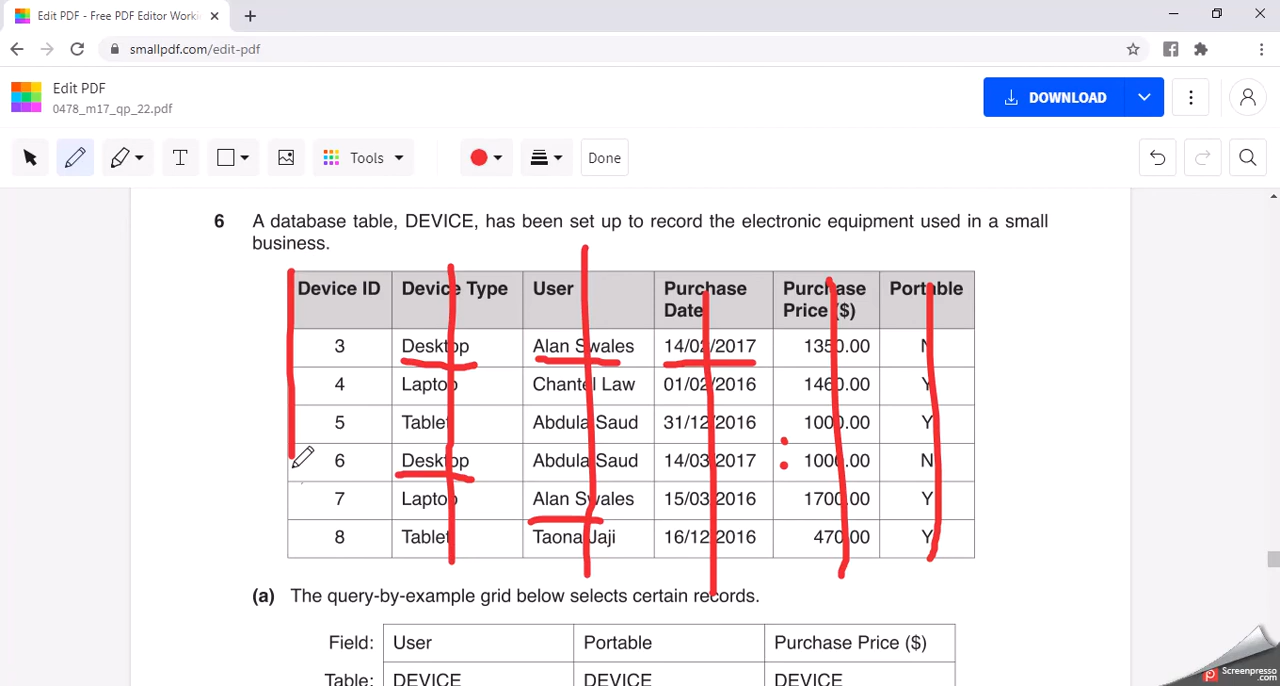 Edit PDF - Free PDF Editor Worki
smallpdf.com/edit-pdf
Edit PDF
0478_m17_qp_22.pdf
DOWNLOAD
T
Tools
Done
6 A database table, DEVICE, has been set up to record the electronic equipment used in a small
business.
Device ID Device Type User Purchase Date Purchase Price ($) Portable
3 Desktop Alan Swales 14/02/2017 1350.00 N
4 Laptop Chantel Law 01/02/2016 1460.00 Y
5 Tablet Abdula Saud 31/12/2016 1000.00 Y
6 Desktop Abdula Saud 14/03/2017 1000.00 N
7 Laptop Alan Swales 15/03/2016 1700.00 Y
8 Tablet Taona Jaji 16/12/2016 470.00 Y
(a) The query-by-example grid below selects certain records.
Field: User Portable Purchase Price ($)
Table: DEVICE DEVICE DEVICE
Screenpresso
.com